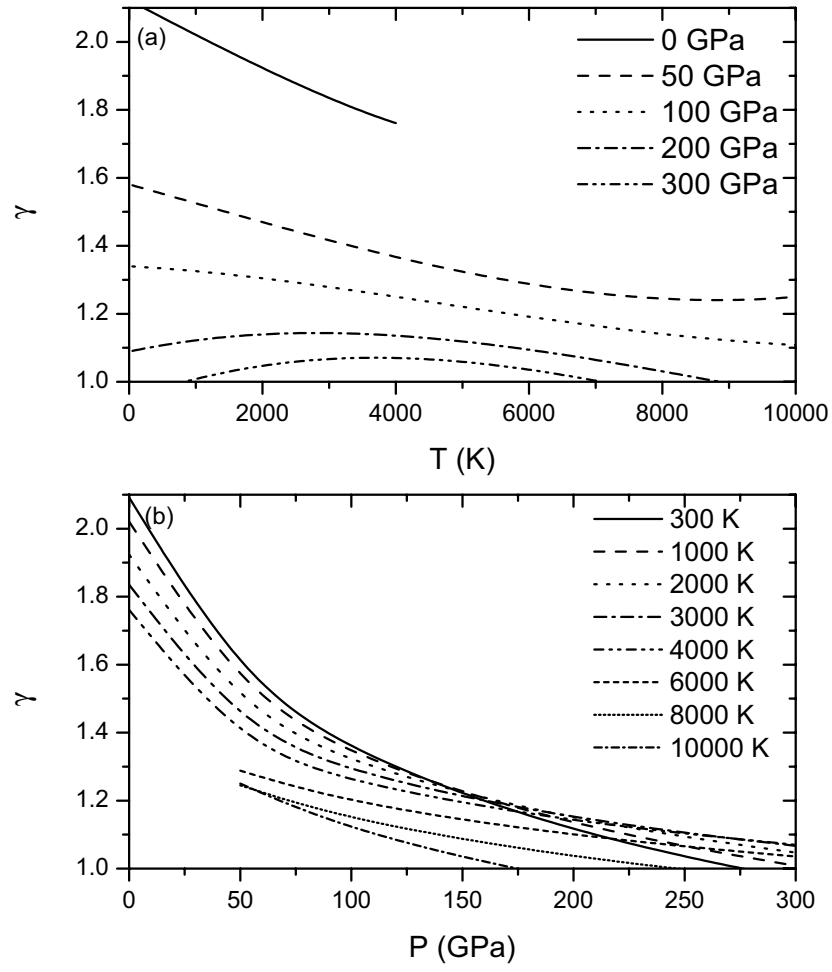 (a)
0 GPa
50 GPa
100 GPa
200 GPa
300 GPa
2.0
1.8
1.6
1.4
1.2
1.0
γ
0 2000 4000 6000 8000 10000
T (K)
(b)
300 K
1000 K
2000 K
3000 K
4000 K
6000 K
8000 K
10000 K
2.0
1.8
1.6
1.4
1.2
1.0
γ
0 50 100 150 200 250 300
P (GPa)